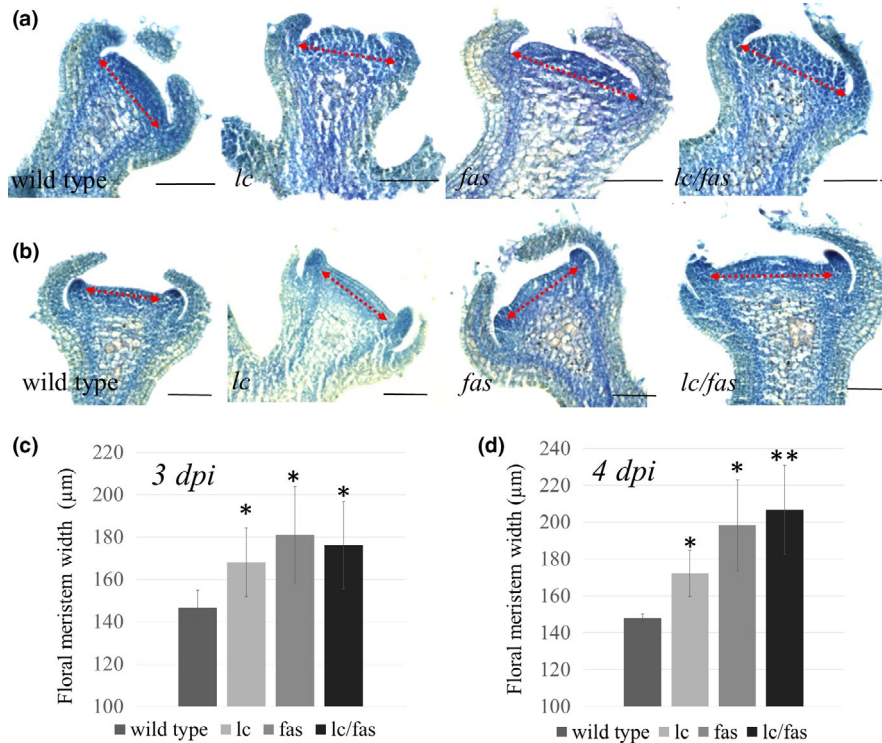 (a)
wild type
lc
fas
lc/fas
(b)
wild type
lc
fas
lc/fas
(c)
3 dpi
Floral meristem width (µm)
220
200
180
160
140
120
100
*
*
*
wild type lc fas lc/fas
(d)
4 dpi
Floral meristem width (µm)
240
220
200
180
160
140
120
100
*
*
**
wild type lc fas lc/fas